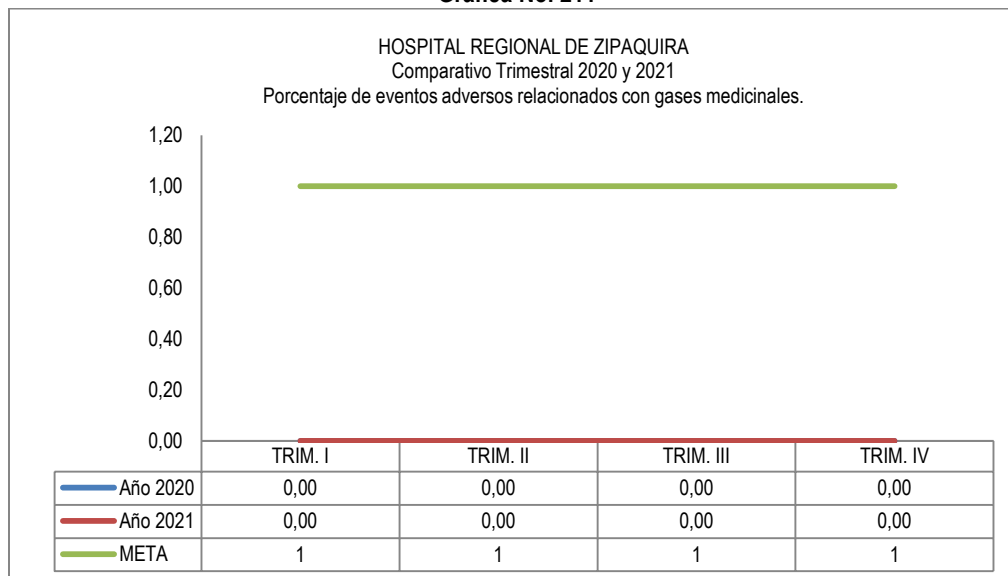 HOSPITAL REGIONAL DE ZIPAQUIRA
Comparativo Trimestral 2020 y 2021
Porcentaje de eventos adversos relacionados con gases medicinales.
1,20
1,00
0,80
0,60
0,40
0,20
0,00
TRIM. I TRIM. II TRIM. III TRIM. IV
Año 2020 0,00 0,00 0,00 0,00
Año 2021 0,00 0,00 0,00 0,00
META 1 1 1 1